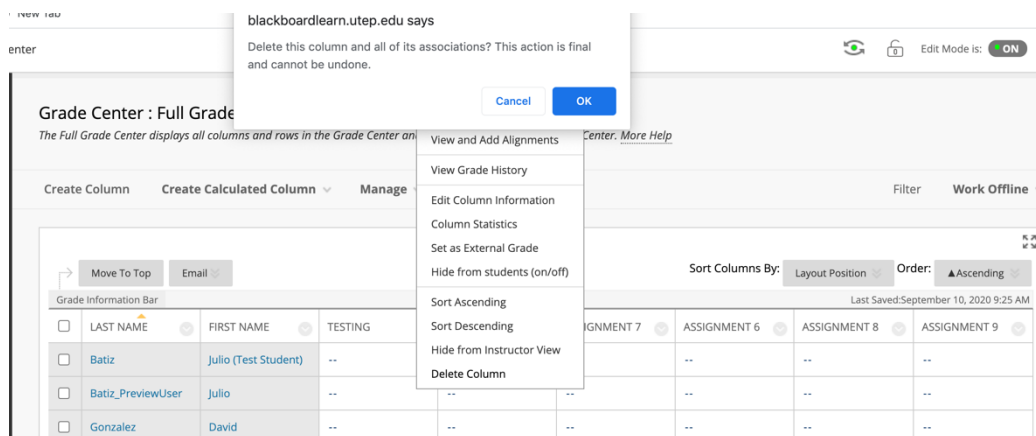 New Tab
blackboardlearn.utep.edu says
enter
Delete this column and all of its associations? This action is final
and cannot be undone.
Edit Mode is: ON
Cancel OK
Grade Center : Full Grade
The Full Grade Center displays all columns and rows in the Grade Center an Center. More Help
View and Add Alignments
View Grade History
Create Column Create Calculated Column Manage Filter Work Offline
Edit Column Information
Column Statistics
Set as External Grade
Hide from students (on/off)
Move To Top Email Sort Columns By: Layout Position Order: ▲Ascending
Grade Information Bar Last Saved:September 10, 2020 9:25 AM
Sort Ascending
Sort Descending
Hide from Instructor View
Delete Column
LAST NAME FIRST NAME TESTING IGNMENT 7 ASSIGNMENT 6 ASSIGNMENT 8 ASSIGNMENT 9
Batiz Julio (Test Student) -- -- -- --
Batiz_PreviewUser Julio -- -- -- -- -- --
Gonzalez David -- -- -- -- -- --